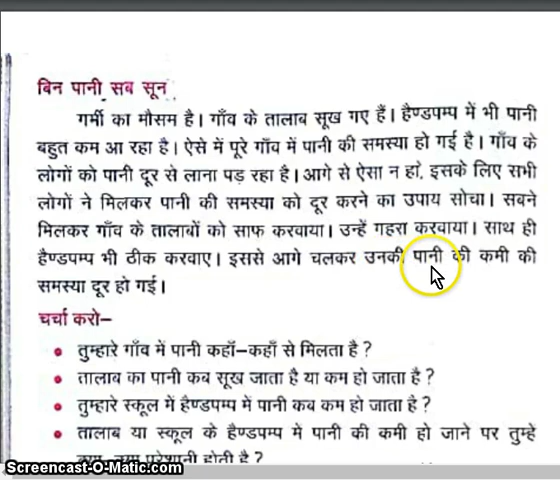 बिन पानी सब सून
गर्मी का मौसम है। गाँव के तालाब सूख गए हैं। हैण्डपम्प में भी पानी
बहुत कम आ रहा है। ऐसे में पूरे गाँव में पानी की समस्या हो गई है। गाँव के
लोगों को पानी दूर से लाना पड़ रहा है। आगे से ऐसा न हो, इसके लिए सभी
लोगों ने मिलकर पानी की समस्या को दूर करने का उपाय सोचा। सबने
मिलकर गाँव के तालाबों को साफ करवाया। उन्हें गहरा करवाया। साथ ही
हैण्डपम्प भी ठीक करवाए। इससे आगे चलकर उनकी पानी की कमी की
समस्या दूर हो गई।
चर्चा करो–
• तुम्हारे गाँव में पानी कहाँ–कहाँ से मिलता है?
• तालाब का पानी कब सूख जाता है या कम हो जाता है?
• तुम्हारे स्कूल में हैण्डपम्प में पानी कब कम हो जाता है?
• तालाब या स्कूल के हैण्डपम्प में पानी की कमी हो जाने पर तुम्हे
परेशानी होती है?
Screencast-O-Matic.com